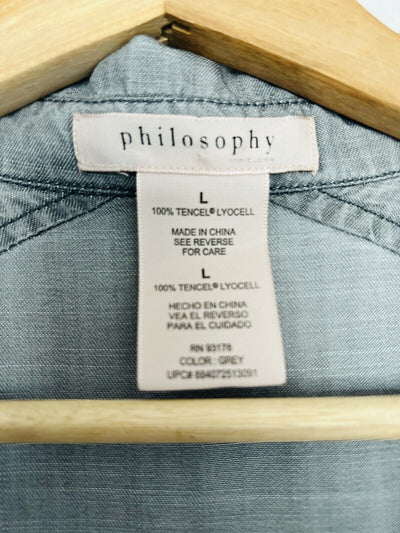 philosophy
L
100% TENCEL® LYOCELL
MADE IN CHINA
SEE REVERSE
FOR CARE
L
100% TENCEL® LYOCELL
HECHO EN CHINA
VEA EL REVERSO
PARA EL CUIDADO
RN 93178
COLOR : GREY
UPC# 884072513091